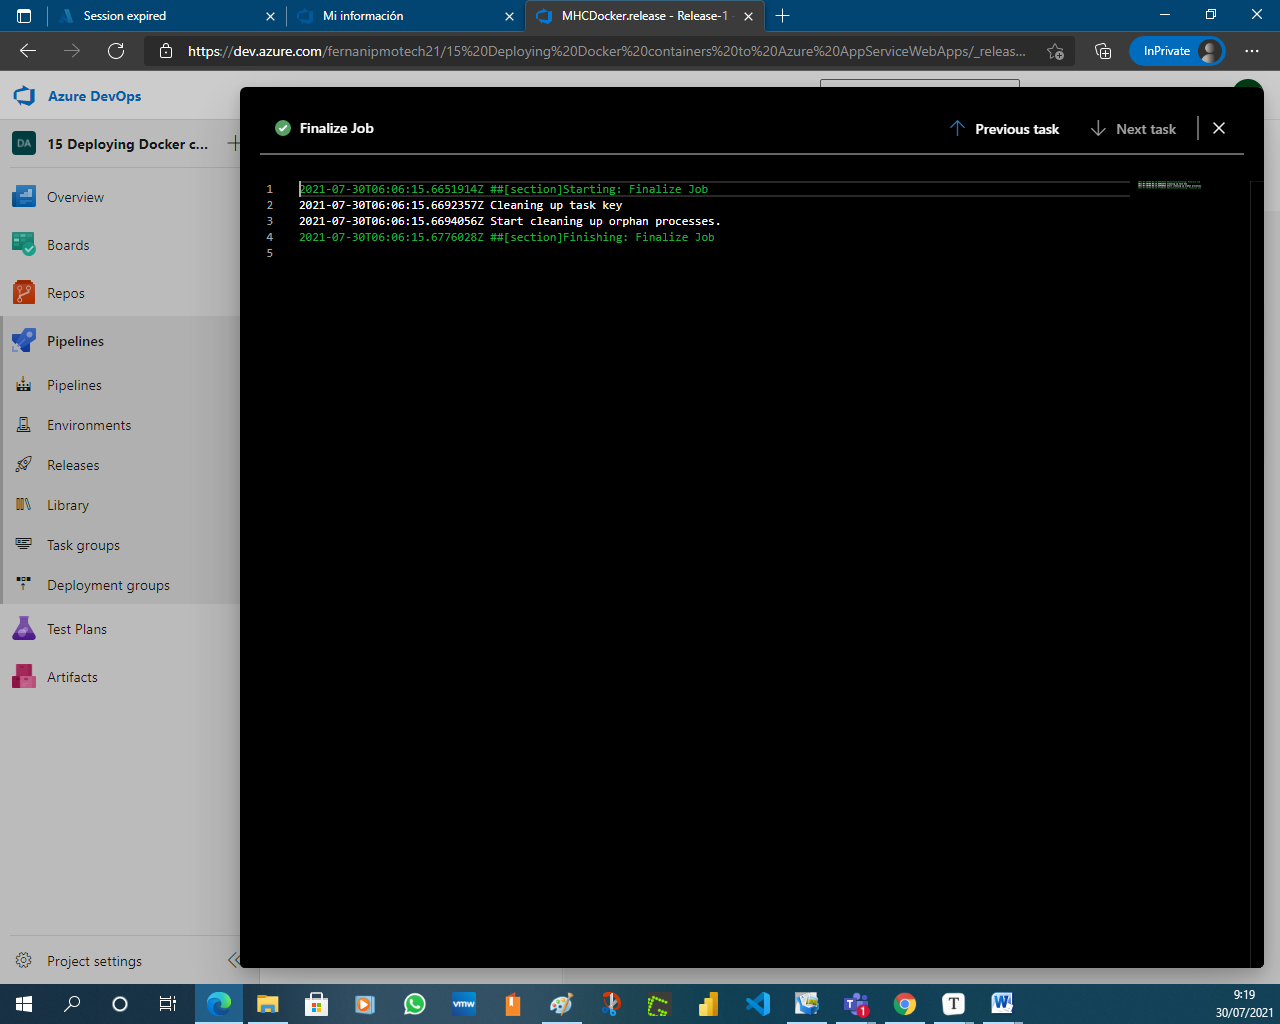 Session expired
Mi información
MHCDocker.release - Release-1 -
https://dev.azure.com/fernanipmotech21/15%20Deploying%20Docker%20containers%20to%20Azure%20AppServiceWebApps/_releas...
InPrivate
Azure DevOps
DA
15 Deploying Docker c...
Overview
Boards
Repos
Pipelines
Pipelines
Environments
Releases
Library
Task groups
Deployment groups
Test Plans
Artifacts
Project settings
Finalize Job
Previous task
Next task
1 2021-07-30T06:06:15.6651914Z ##[section]Starting: Finalize Job
2 2021-07-30T06:06:15.6692357Z Cleaning up task key
3 2021-07-30T06:06:15.6694056Z Start cleaning up orphan processes.
4 2021-07-30T06:06:15.6776028Z ##[section]Finishing: Finalize Job
5
vmw
1
T
W
9:19
30/07/2021